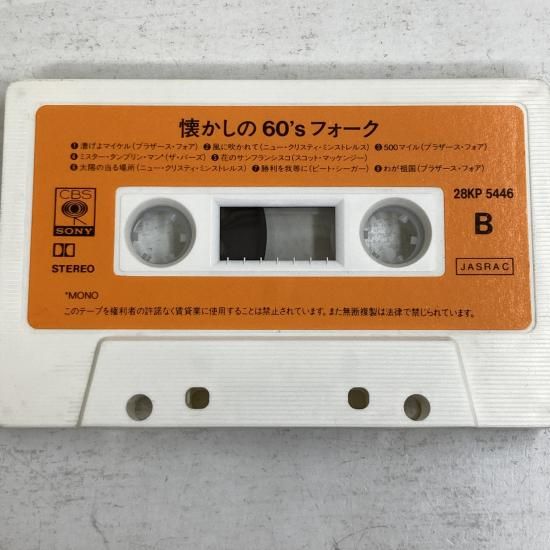 懐かしの60'sフォーク
❶漕げよマイケル(ブラザース・フォア) ❷風に吹かれて(ニュー・クリスティ・ミンストレルス) ❸500マイル(ブラザース・フォア)
❹ミスター・タンブリン・マン*(ザ・バーズ) ❺花のサンフランシスコ(スコット・マッケンジー)
❻太陽の当る場所(ニュー・クリスティ・ミンストレルス) ❼勝利を我等に(ピート・シーガー) ❽わが祖国(ブラザース・フォア)
CBS
SONY
28KP 5446
B
STEREO
JASRAC
*MONO
このテープを権利者の許諾なく賃貸業に使用することは禁止されています。また無断複製は法律で禁じられています。